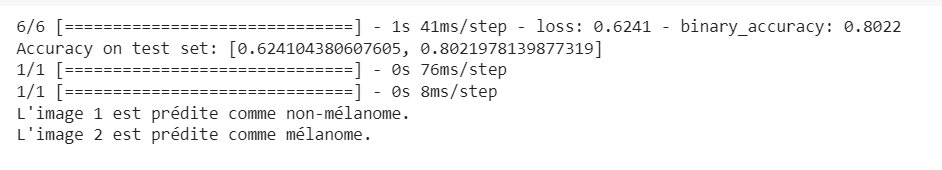 6/6 [==============================] - 1s 41ms/step - loss: 0.6241 - binary_accuracy: 0.8022
Accuracy on test set: [0.624104380607605, 0.8021978139877319]
1/1 [==============================] - 0s 76ms/step
1/1 [==============================] - 0s 8ms/step
L'image 1 est prédite comme non-mélanome.
L'image 2 est prédite comme mélanome.